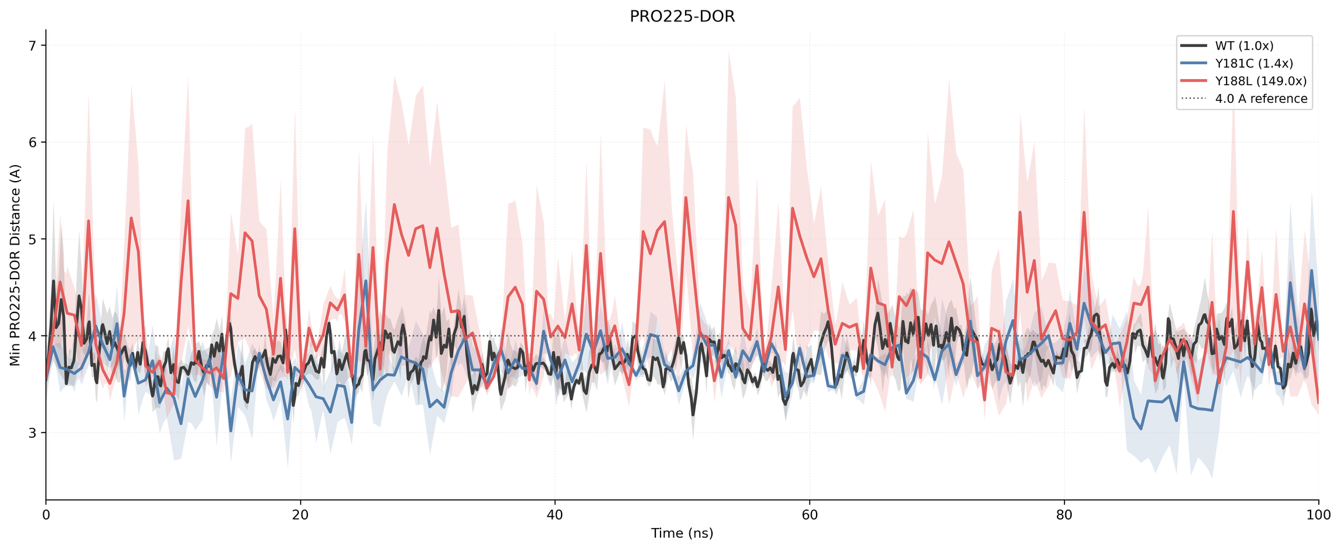 PRO225-DOR
WT (1.0x)
Y181C (1.4x)
Y188L (149.0x)
4.0 A reference
Min PRO225-DOR Distance (A)
7
6
5
4
3
0 20 40 60 80 100
Time (ns)